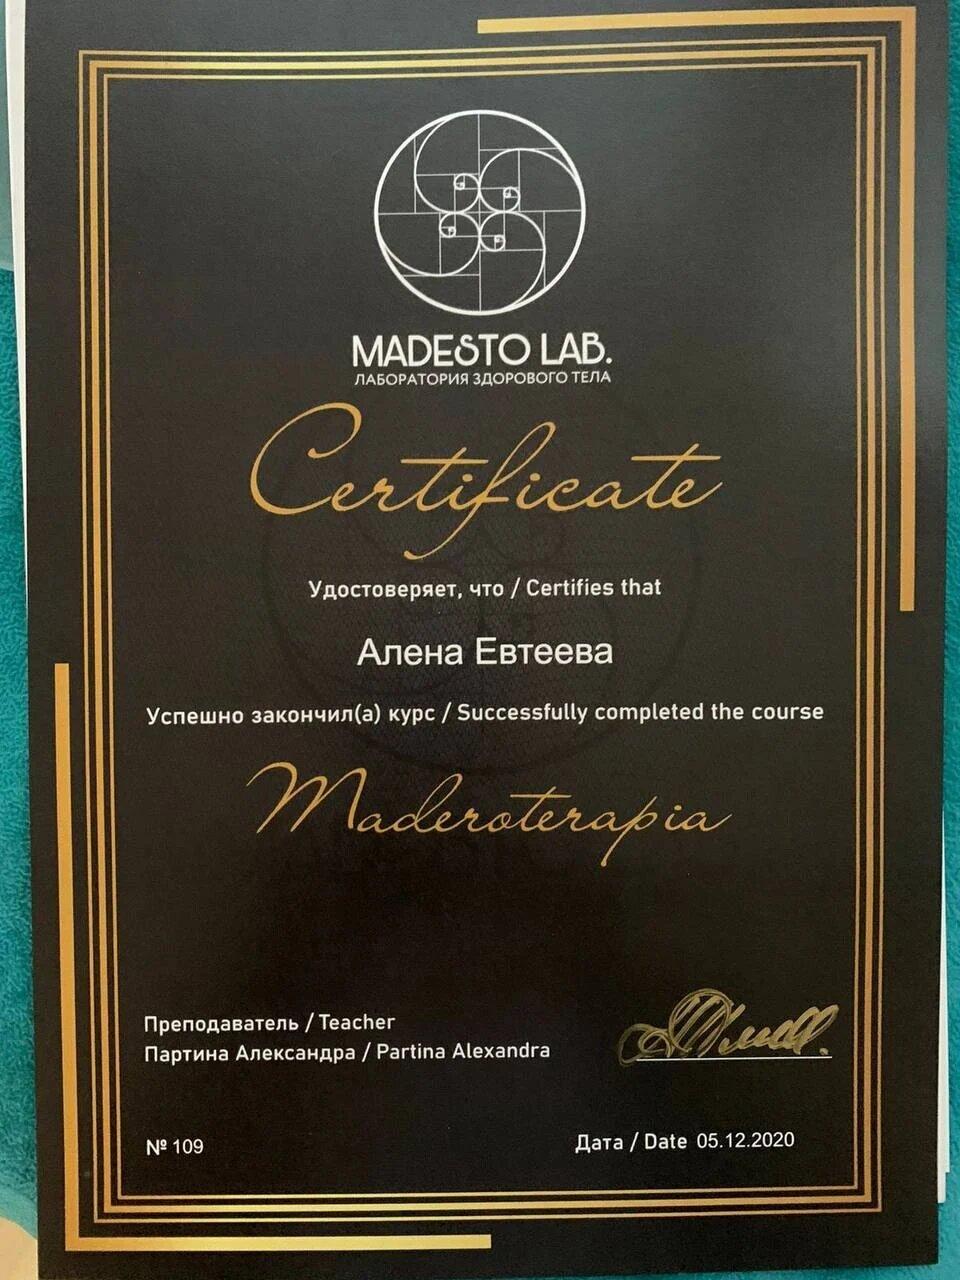 MADESTO LAB.
ЛАБОРАТОРИЯ ЗДОРОВОГО ТЕЛА
Certificate
Удостоверяет, что / Certifies that
Алена Евтеева
Успешно закончил(а) курс / Successfully completed the course
Maderoterapia
Преподаватель / Teacher
Партина Александра / Partina Alexandra
№ 109
Дата / Date 05.12.2020